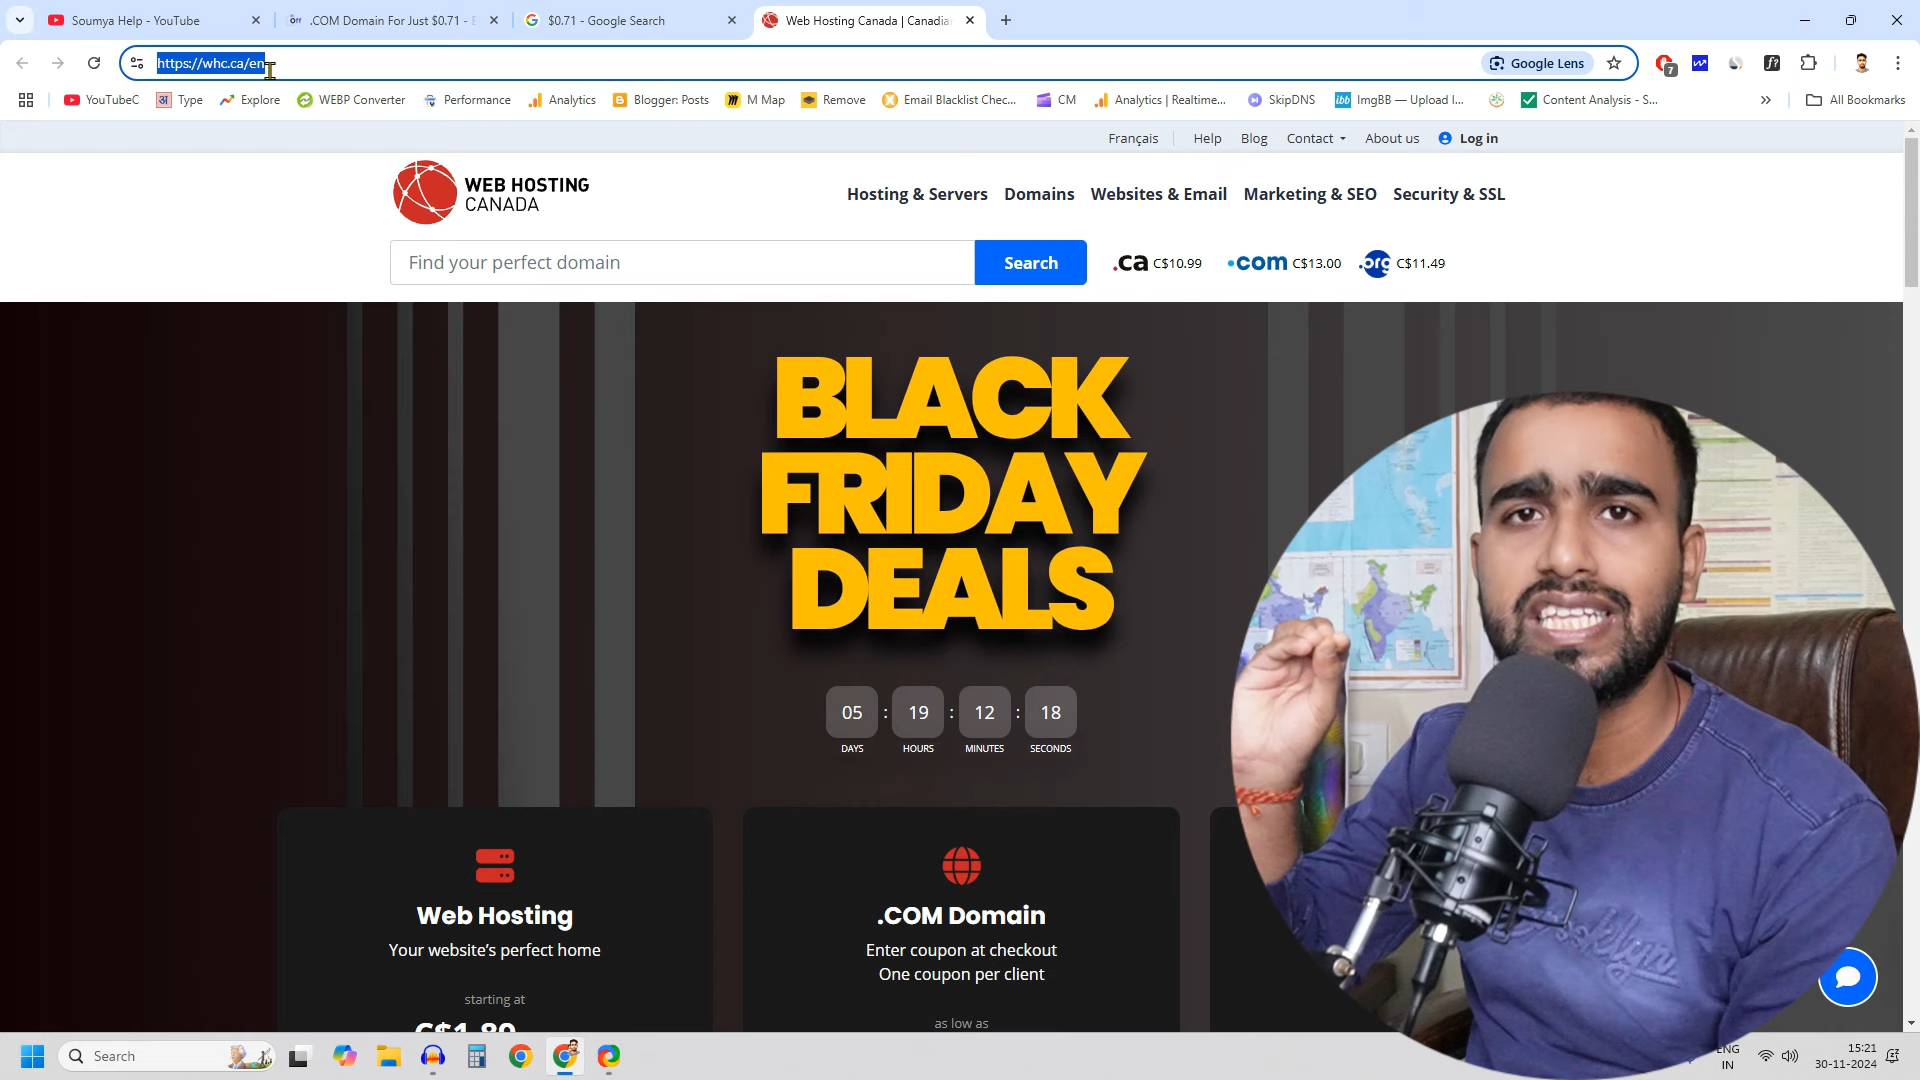 Soumya Help - YouTube
.COM Domain For Just $0.71 -
$0.71 - Google Search
Web Hosting Canada | Canadia
https://whc.ca/en
Google Lens
7
YouTubeC
Type
Explore
WEBP Converter
Performance
Analytics
Blogger: Posts
M Map
Remove
Email Blacklist Chec...
CM
Analytics | Realtime...
SkipDNS
ImgBB — Upload I...
Content Analysis - S...
All Bookmarks
Français
Help
Blog
Contact
About us
Log in
WEB HOSTING
CANADA
Hosting & Servers
Domains
Websites & Email
Marketing & SEO
Security & SSL
Find your perfect domain
Search
.ca C$10.99
.com C$13.00
.org C$11.49
BLACK
FRIDAY
DEALS
05 : 19 : 12 : 18
DAYS HOURS MINUTES SECONDS
Web Hosting
Your website's perfect home
starting at
C$1.89
.COM Domain
Enter coupon at checkout
One coupon per client
as low as
Search
ENG
IN
15:21
30-11-2024